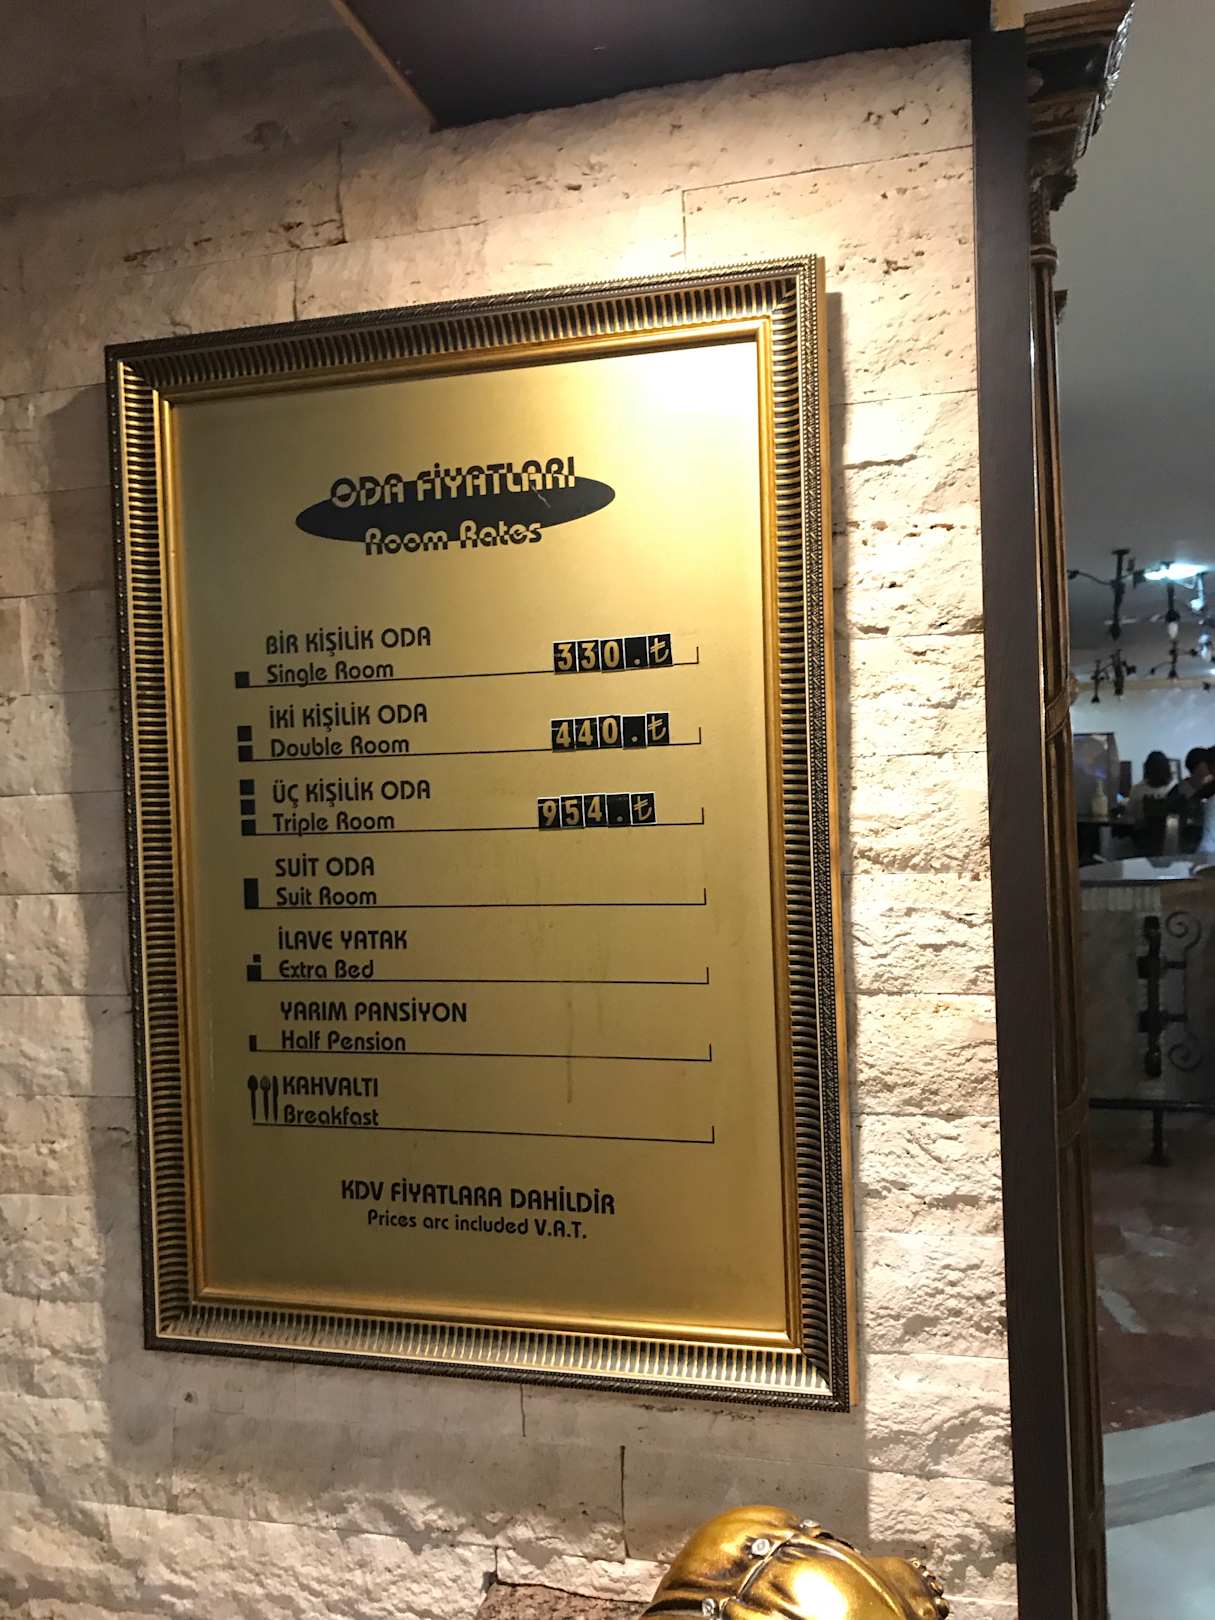 ODA FİYATLARI
Room Rates
BİR KİŞİLİK ODA
Single Room 330.₺
İKİ KİŞİLİK ODA
Double Room 440.₺
ÜÇ KİŞİLİK ODA
Triple Room 954.₺
SUİT ODA
Suit Room
İLAVE YATAK
Extra Bed
YARIM PANSİYON
Half Pension
KAHVALTI
Breakfast
KDV FİYATLARA DAHİLDİR
Prices arc included V.A.T.